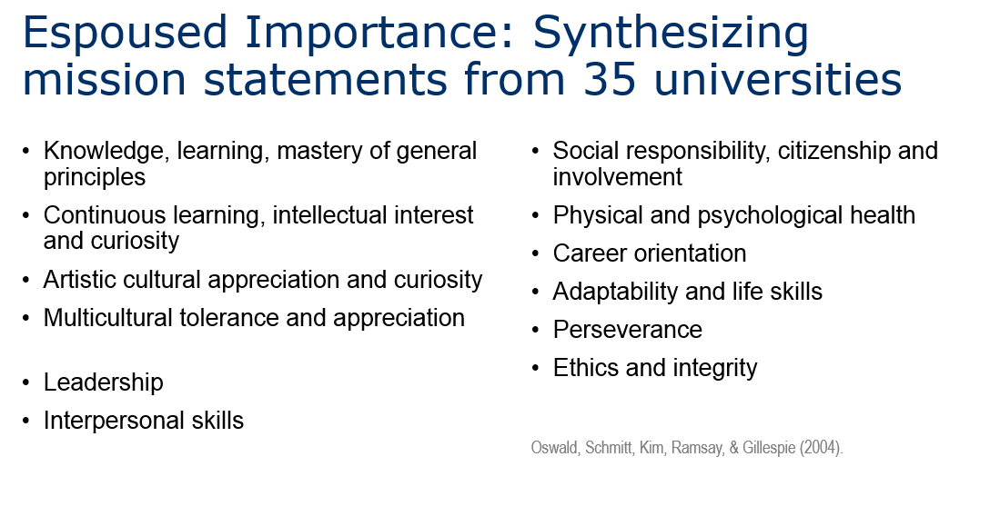 Espoused Importance: Synthesizing
mission statements from 35 universities
• Knowledge, learning, mastery of general
principles
• Continuous learning, intellectual interest
and curiosity
• Artistic cultural appreciation and curiosity
• Multicultural tolerance and appreciation
• Leadership
• Interpersonal skills
• Social responsibility, citizenship and
involvement
• Physical and psychological health
• Career orientation
• Adaptability and life skills
• Perseverance
• Ethics and integrity
Oswald, Schmitt, Kim, Ramsay, & Gillespie (2004).